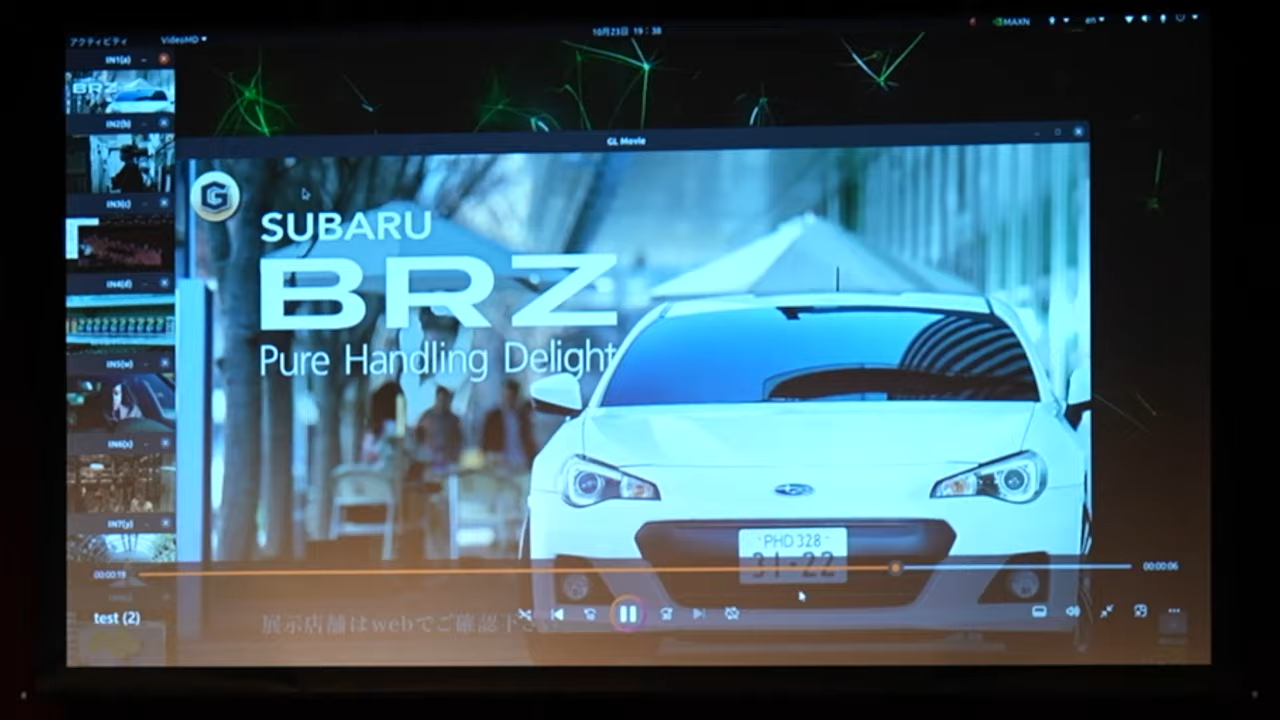 アクティビティ
VideoMD
10月23日 19:38
MAXN
en
IN1(a)
GL Movie
IN2(b)
IN3(c)
T
IN4(d)
IN5(w)
IN6(x)
IN7(y)
BRZ
G
SUBARU
BRZ
Pure Handling Delight
PHD 328
31-22
00:00:19
00:00:06
test (2)
展示店舗はwebでご確認下さ